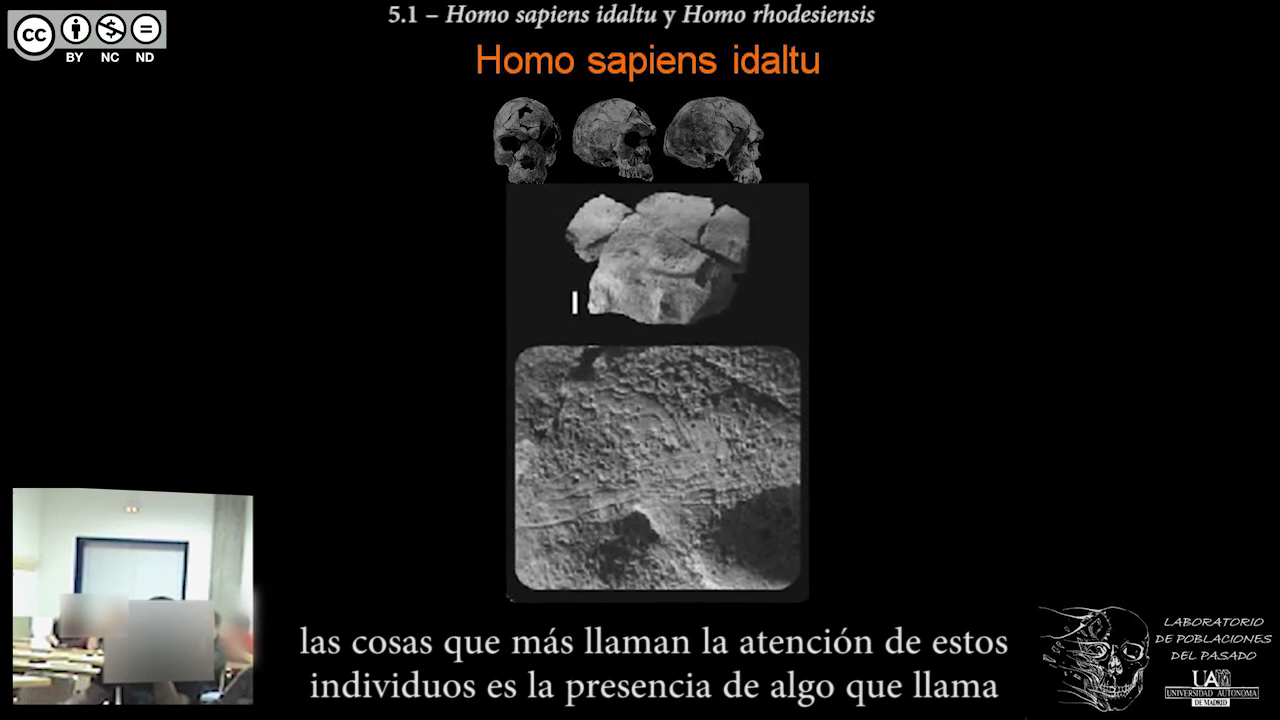 5.1 – Homo sapiens idaltu y Homo rhodesiensis
cc
BY NC ND
Homo sapiens idaltu
las cosas que más llaman la atención de estos
individuos es la presencia de algo que llama
LABORATORIO
DE POBLACIONES
DEL PASADO
UAM
UNIVERSIDAD AUTONOMA
DE MADRID